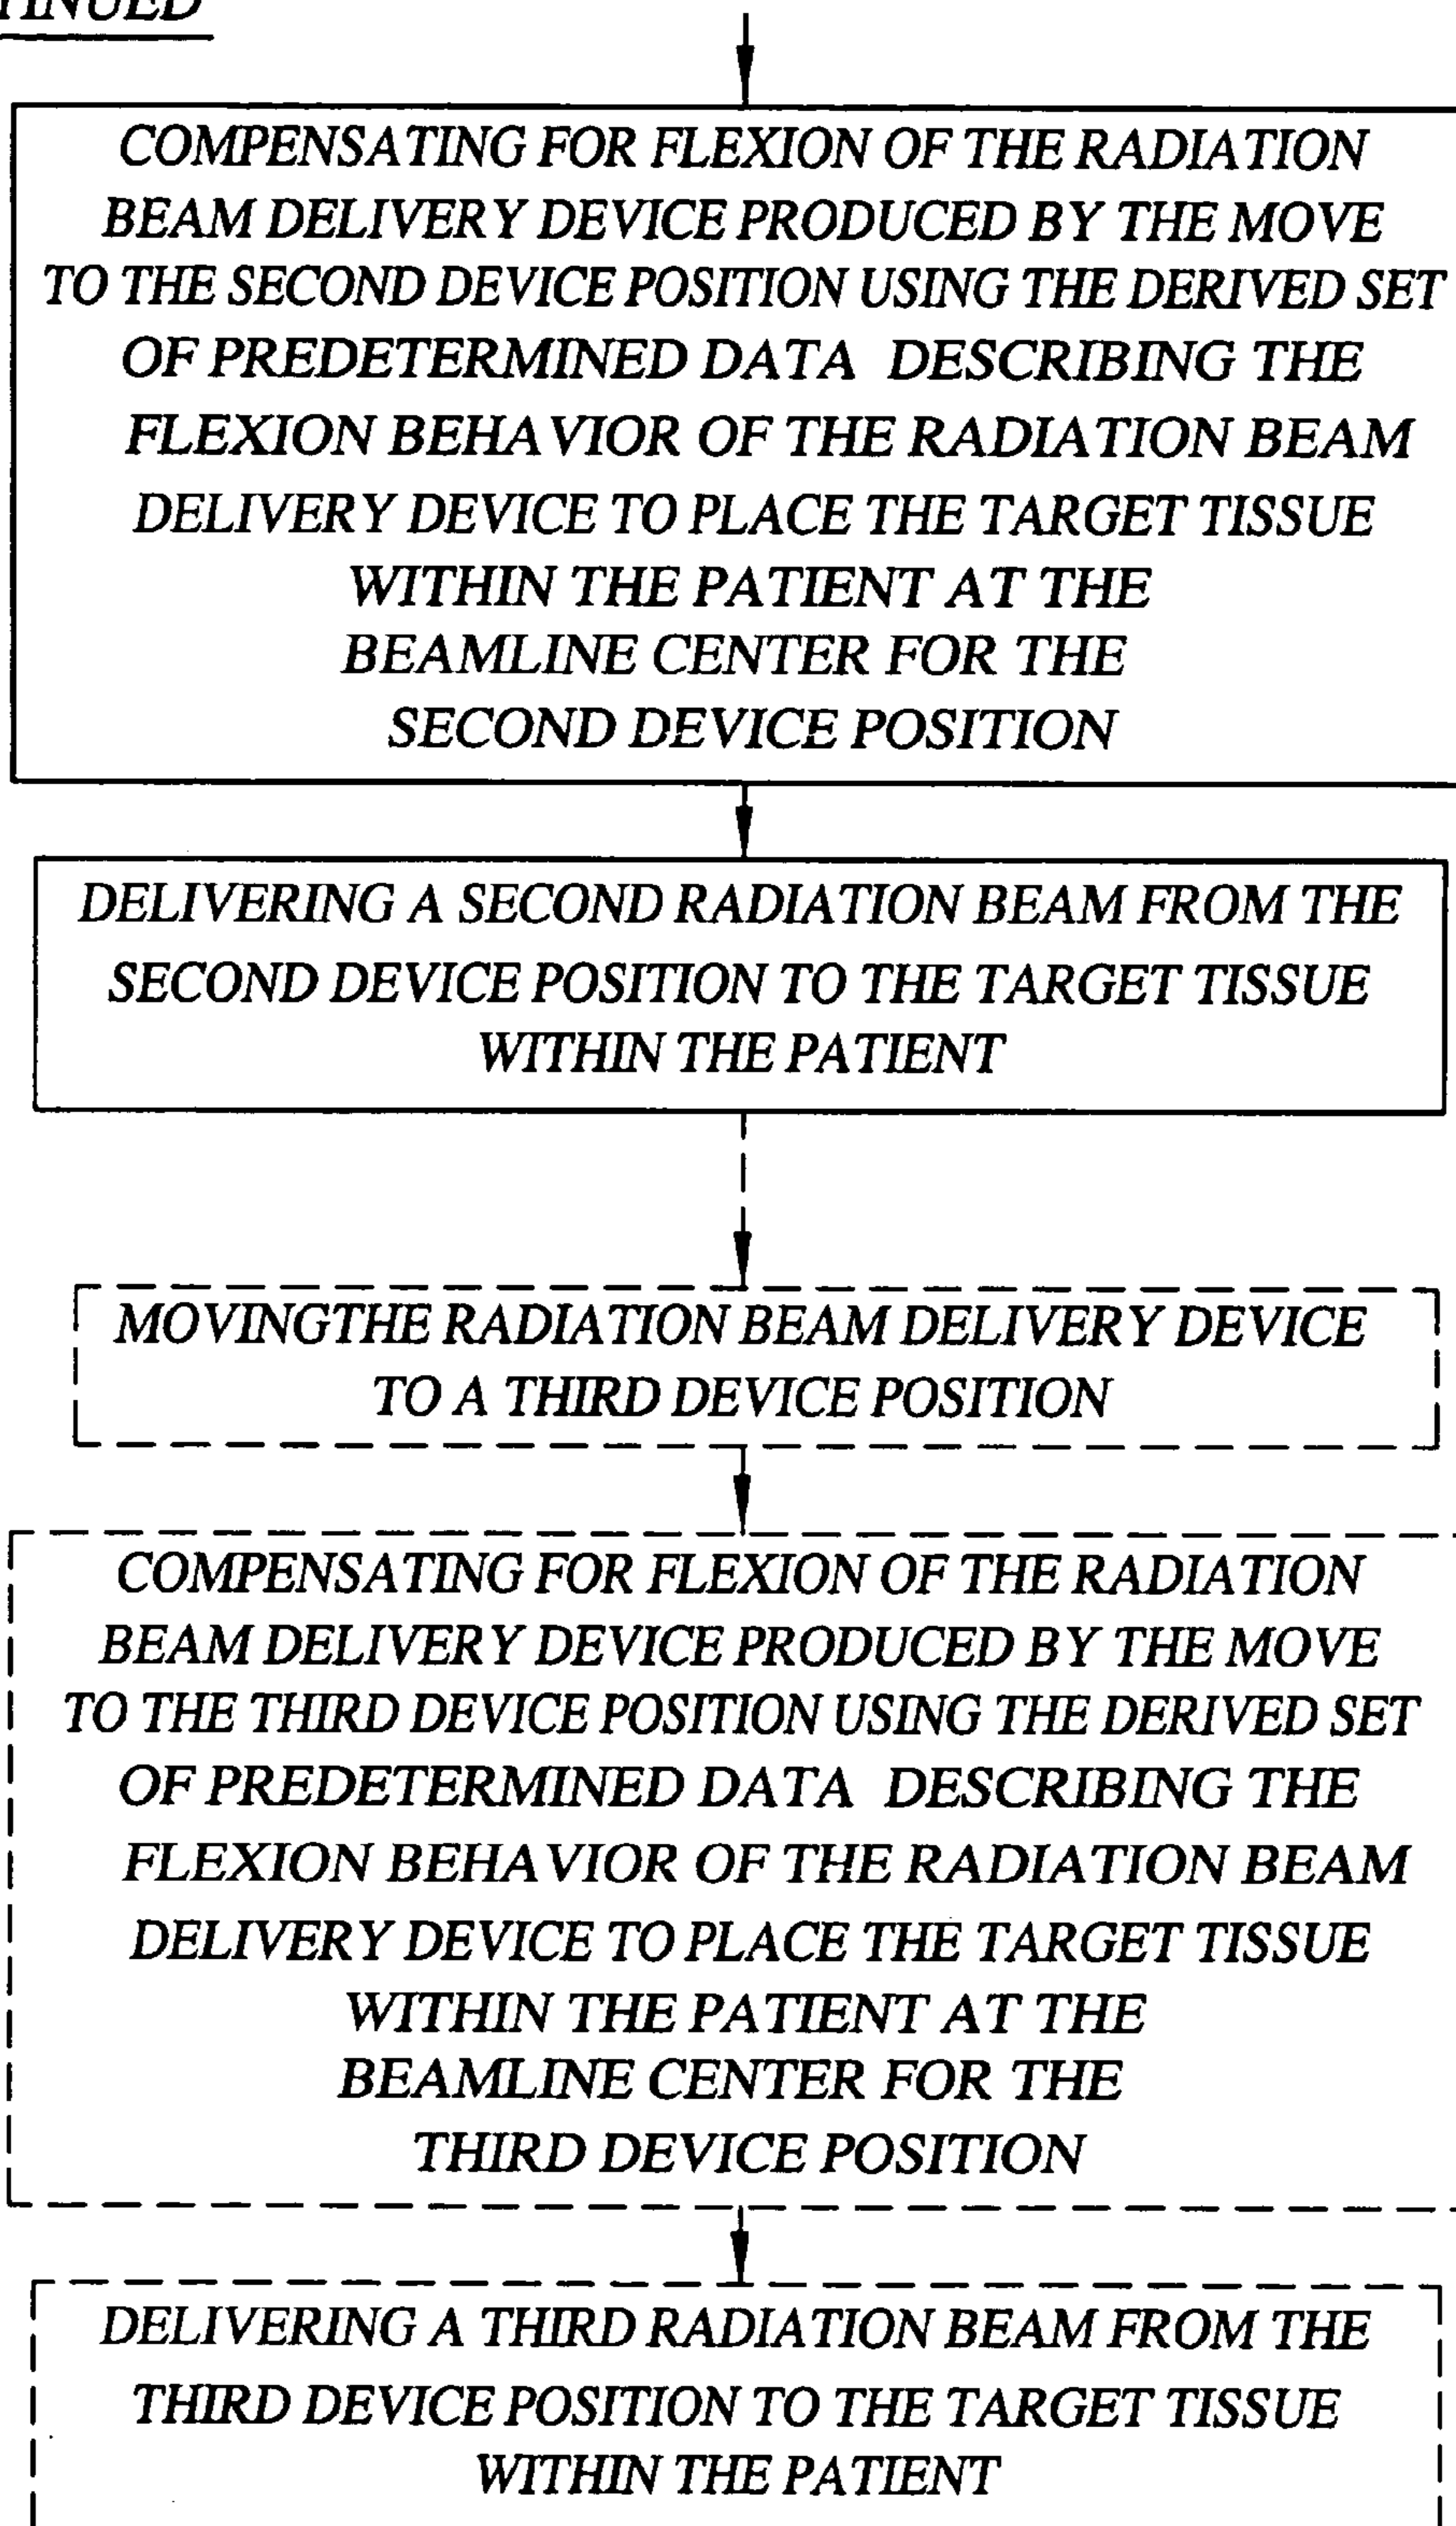 COMPENSATING FOR FLEXION OF THE RADIATION
BEAM DELIVERY DEVICE PRODUCED BY THE MOVE
TO THE SECOND DEVICE POSITION USING THE DERIVED SET
OF PREDETERMINED DATA DESCRIBING THE
FLEXION BEHAVIOR OF THE RADIATION BEAM
DELIVERY DEVICE TO PLACE THE TARGET TISSUE
WITHIN THE PATIENT AT THE
BEAMLINE CENTER FOR THE
SECOND DEVICE POSITION
DELIVERING A SECOND RADIATION BEAM FROM THE
SECOND DEVICE POSITION TO THE TARGET TISSUE
WITHIN THE PATIENT
MOVINGTHE RADIATION BEAM DELIVERY DEVICE
TO A THIRD DEVICE POSITION
COMPENSATING FOR FLEXION OF THE RADIATION
BEAM DELIVERY DEVICE PRODUCED BY THE MOVE
TO THE THIRD DEVICE POSITION USING THE DERIVED SET
OF PREDETERMINED DATA DESCRIBING THE
FLEXION BEHAVIOR OF THE RADIATION BEAM
DELIVERY DEVICE TO PLACE THE TARGET TISSUE
WITHIN THE PATIENT AT THE
BEAMLINE CENTER FOR THE
THIRD DEVICE POSITION
DELIVERING A THIRD RADIATION BEAM FROM THE
THIRD DEVICE POSITION TO THE TARGET TISSUE
WITHIN THE PATIENT